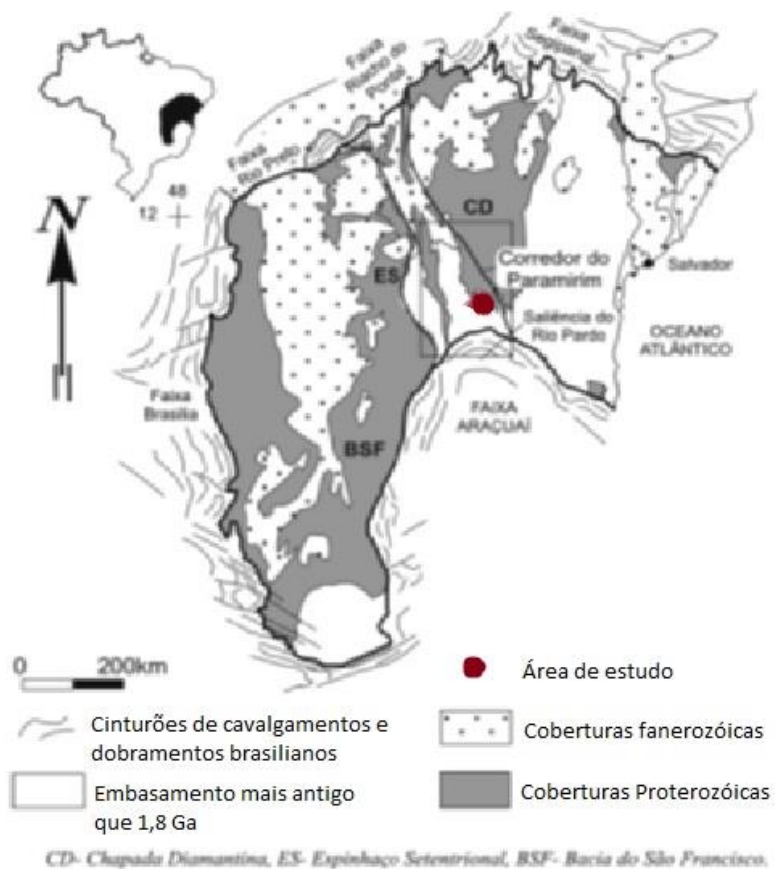 Faixa
Riacho do
Pontal
Faixa
Sergipana
Faixa
Rio Preto
48
12
N
CD
ES
Corredor do
Paramirim
Salvador
Saliência do
Rio Pardo
OCEANO
ATLÂNTICO
Faixa
Brasília
FAIXA
ARAÇUAÍ
BSF
0 200km
Área de estudo
Cinturões de cavalgamentos e
dobramentos brasilianos
Coberturas fanerozóicas
Embasamento mais antigo
que 1,8 Ga
Coberturas Proterozóicas
CD- Chapada Diamantina, ES- Espinhaço Setentrional, BSF- Bacia do São Francisco.